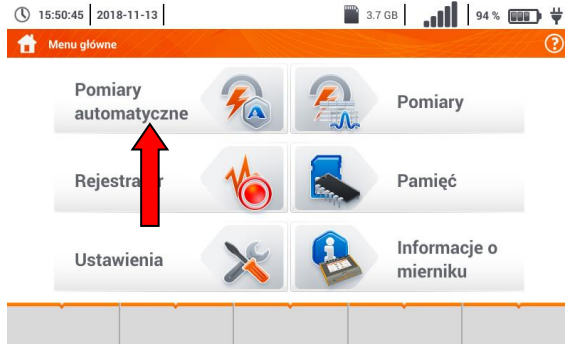 15:50:45 2018-11-13 3.7 GB 94 %
Menu główne
Pomiary
automatyczne
Pomiary
Rejestrator
Pamięć
Ustawienia
Informacje o
mierniku